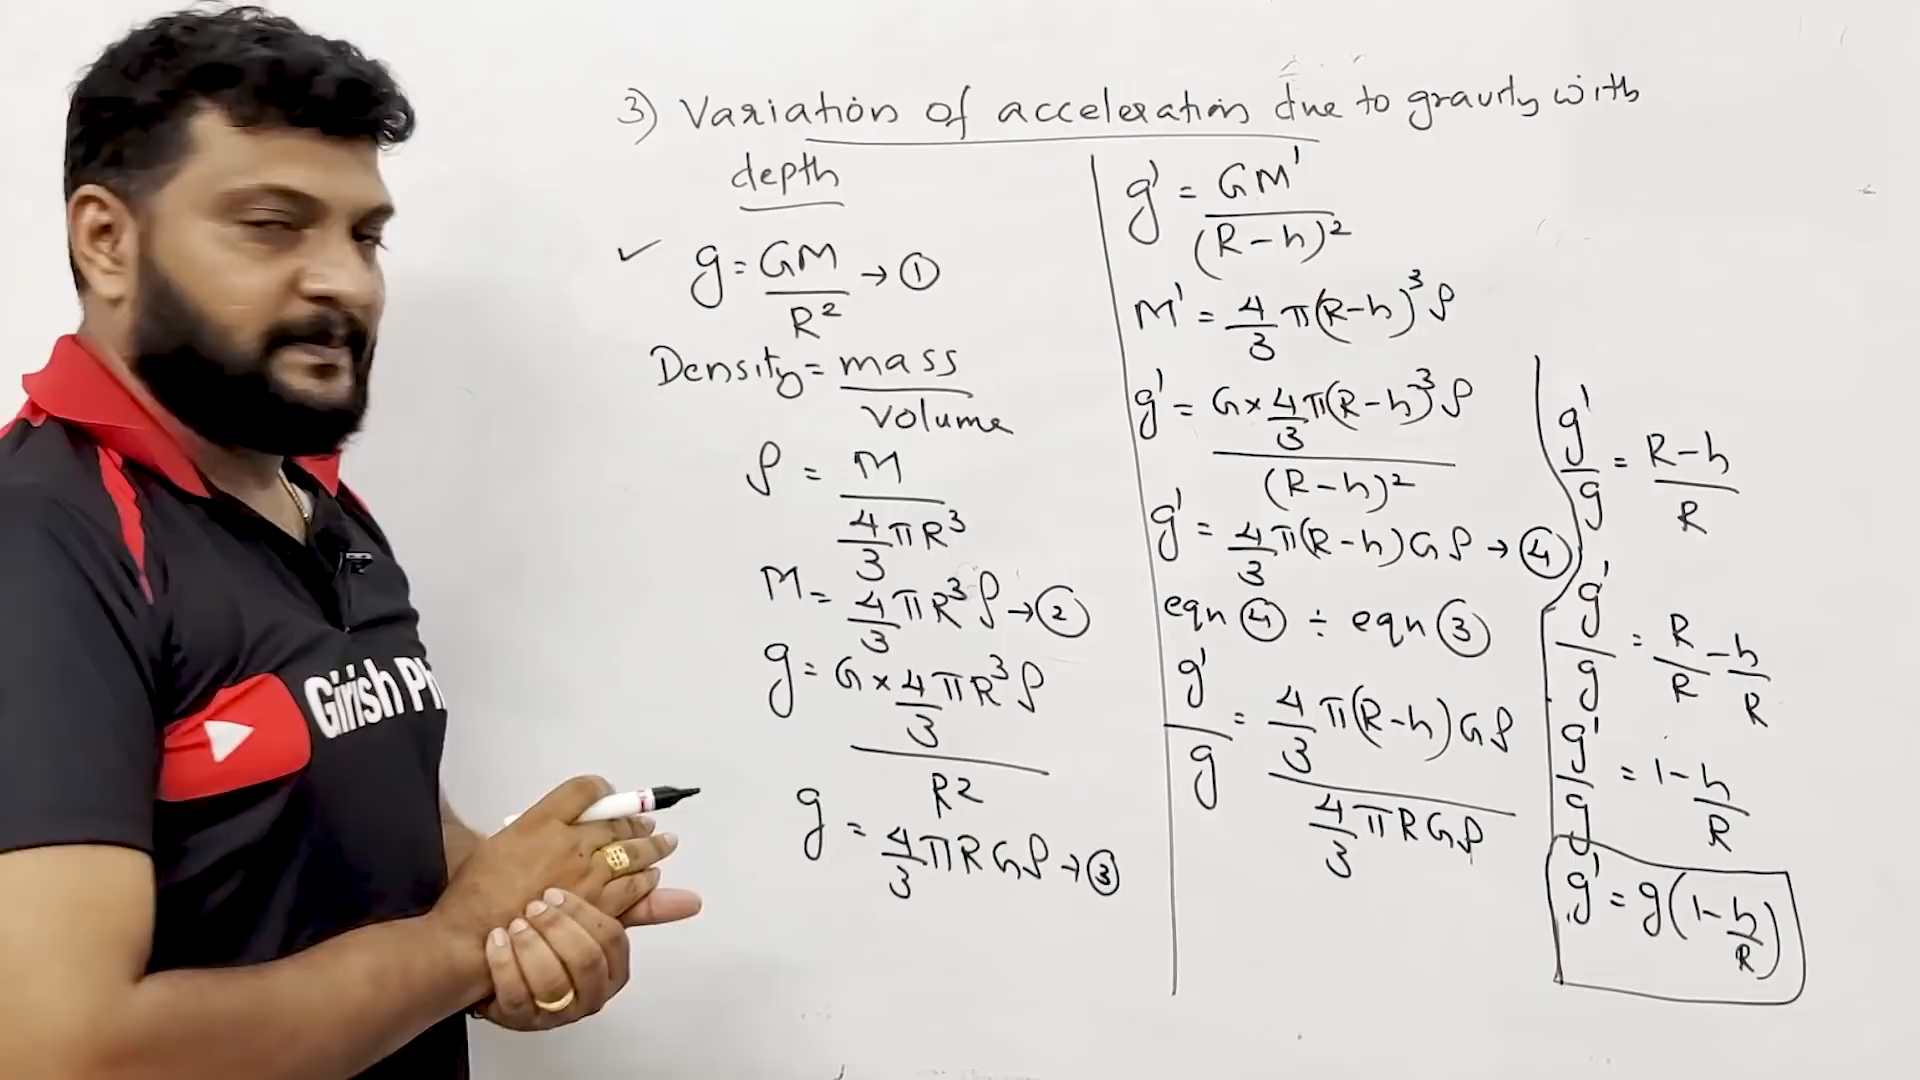 3) Variation of acceleration due to gravity with
depth
✓ g = GM/R² → ①
Density = mass/volume
ρ = M/(4/3 πR³)
M = 4/3 πR³ρ → ②
g = G × 4/3 πR³ρ / R²
g = 4/3 πRGρ → ③
g' = GM'/(R-h)²
M' = 4/3 π(R-h)³ρ
g' = G × 4/3 π(R-h)³ρ / (R-h)²
g' = 4/3 π(R-h)Gρ → ④
eqn ④ ÷ eqn ③
g'/g = 4/3 π(R-h)Gρ / 4/3 πRGρ
g'/g = R-h/R
g'/g = R/R - h/R
g'/g = 1 - h/R
g' = g(1 - h/R)
Girish Ph